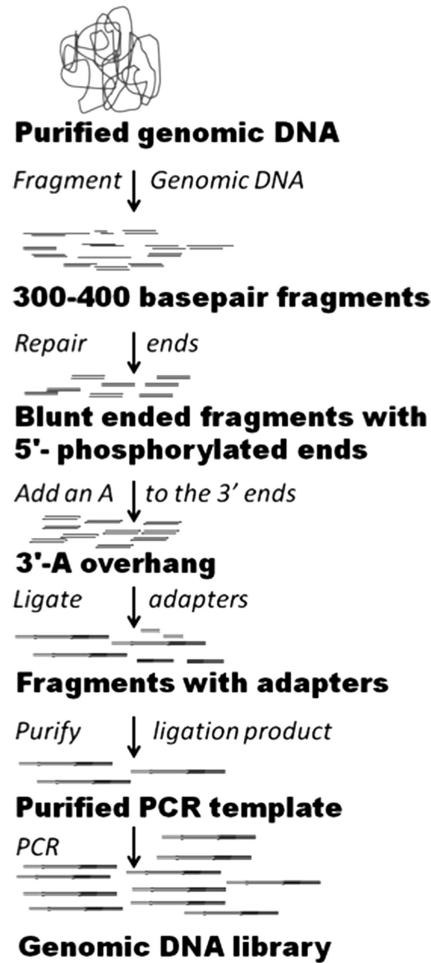 Purified genomic DNA
Fragment Genomic DNA
300-400 basepair fragments
Repair ends
Blunt ended fragments with
5'- phosphorylated ends
Add an A to the 3’ ends
3'-A overhang
Ligate adapters
Fragments with adapters
Purify ligation product
Purified PCR template
PCR
Genomic DNA library